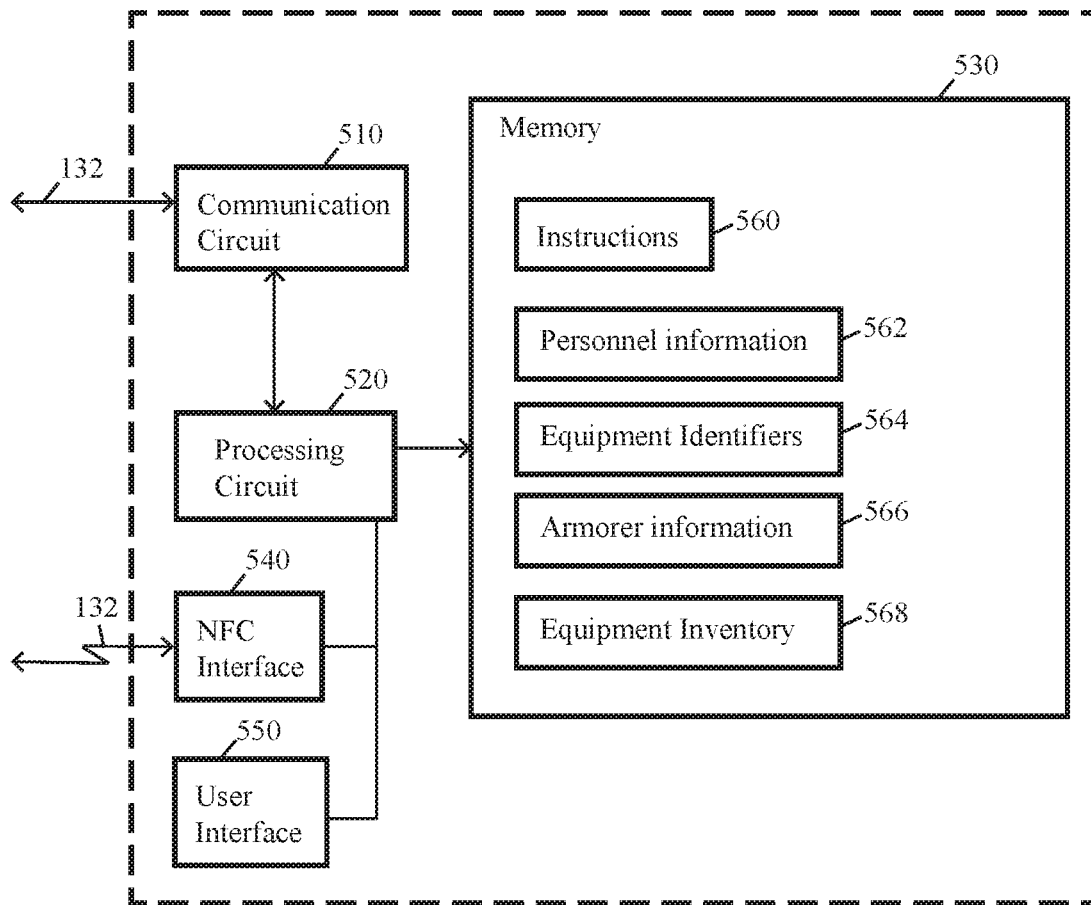 530
Memory
510
132
Communication
Circuit
Instructions
560
Personnel information
562
520
Processing
Circuit
Equipment Identifiers
564
Armorer information
566
540
132
NFC
Interface
Equipment Inventory
568
550
User
Interface